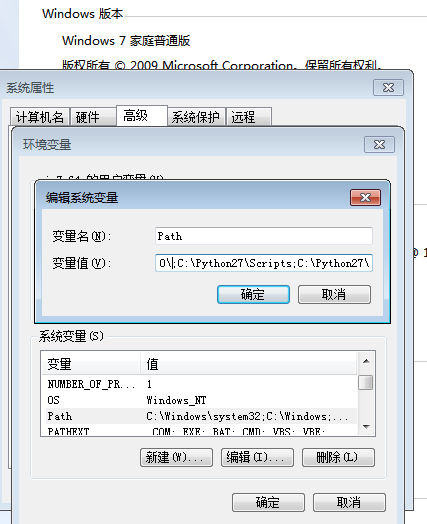 Windows 版本
Windows 7 家庭普通版
版权所有 © 2009 Microsoft Corporation。保留所有权利。
系统属性
计算机名 硬件 高级 系统保护 远程
环境变量
的用户变量(U)
编辑系统变量
变量名(N): Path
变量值(V): 0\;C:\Python27\Scripts;C:\Python27\
确定 取消
系统变量(S)
变量 值
NUMBER_OF_PR... 1
OS Windows_NT
Path C:\Windows\system32;C:\Windows;...
PATHEXT .COM;.EXE;.BAT;.CMD;.VBS;.VBE;
新建(W)... 编辑(I)... 删除(L)
确定 取消